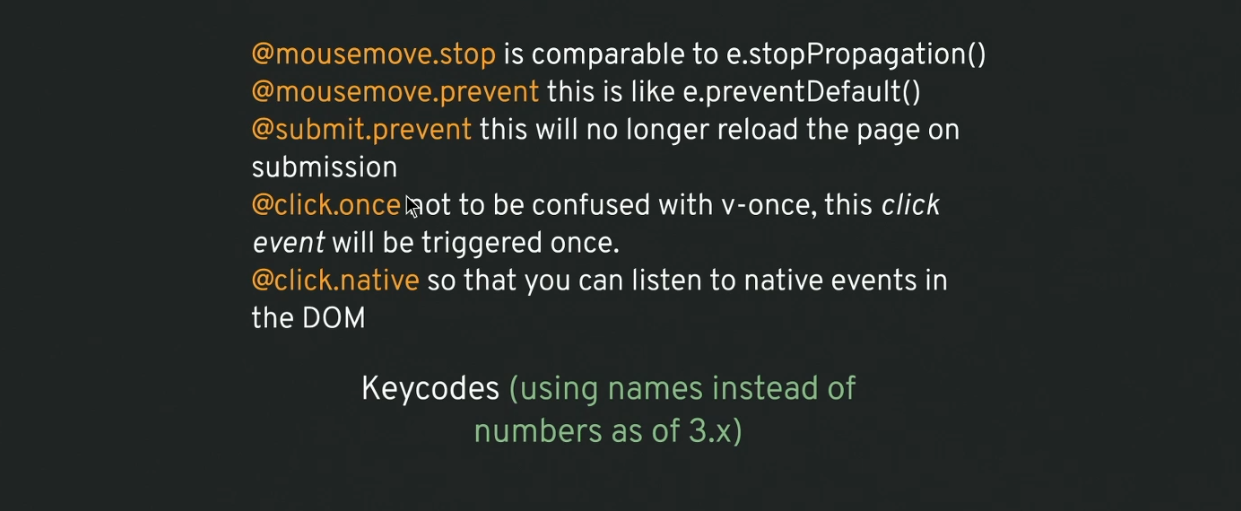 @mousemove.stop is comparable to e.stopPropagation()
@mousemove.prevent this is like e.preventDefault()
@submit.prevent this will no longer reload the page on
submission
@click.once not to be confused with v-once, this click
event will be triggered once.
@click.native so that you can listen to native events in
the DOM
Keycodes (using names instead of
numbers as of 3.x)